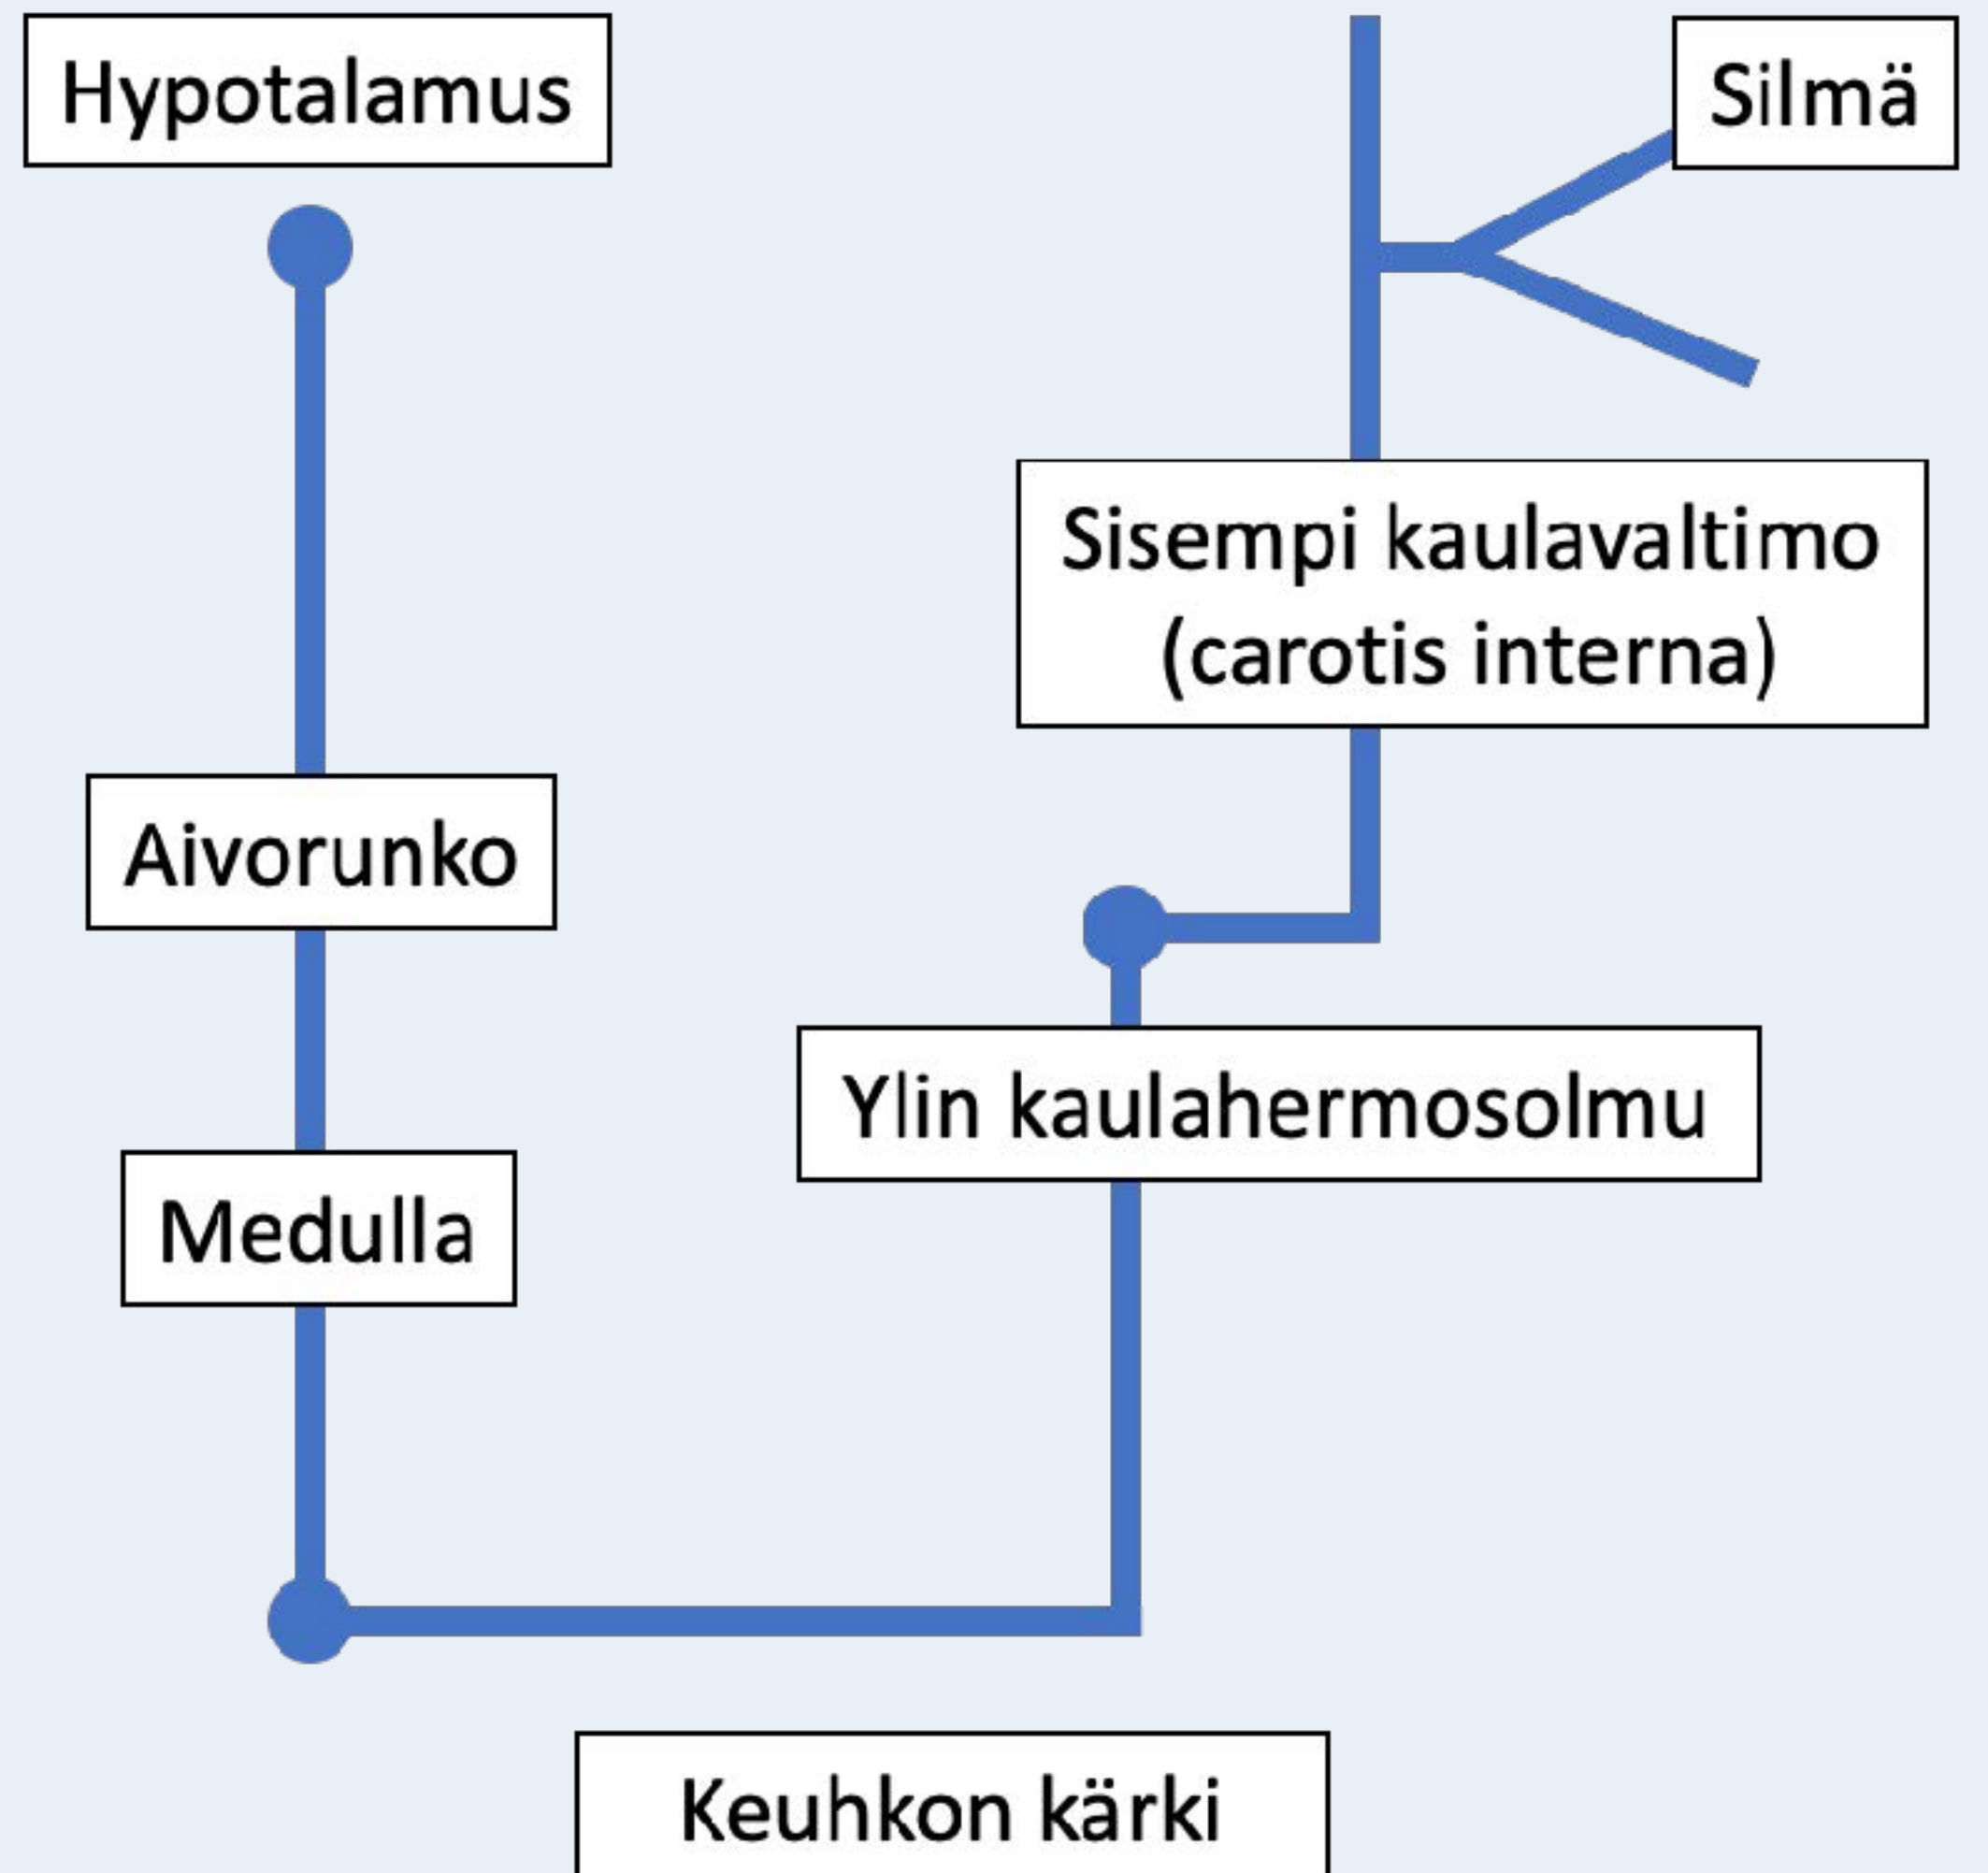 Hypotalamus
Silmä
Sisempi kaulavaltimo
(carotis interna)
Aivorunko
Ylin kaulahermosolmu
Medulla
Keuhkon kärki